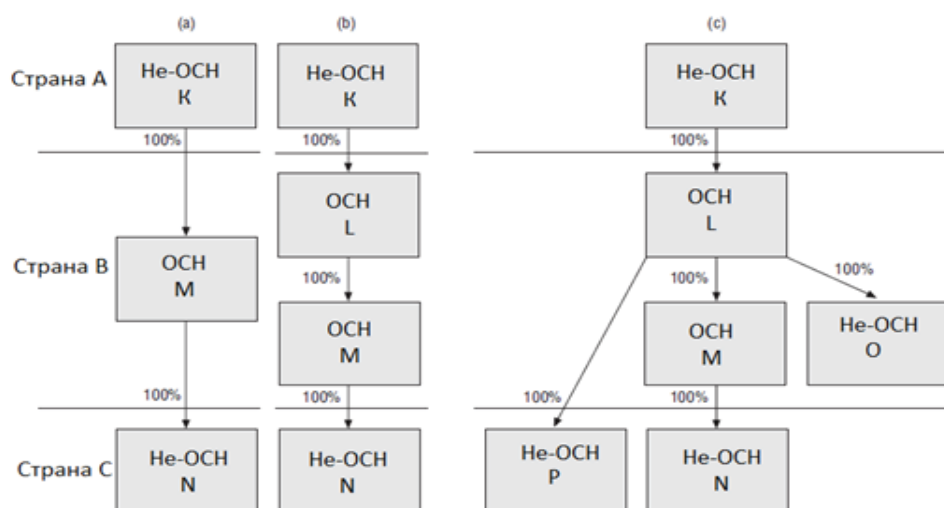 (a) (b) (c)
Страна A
Не-ОСН
К
Не-ОСН
К
Не-ОСН
К
100% 100% 100%
Страна B
ОСН
M
ОСН
L
100%
ОСН
M
ОСН
L
100%
100%
ОСН
M
Не-ОСН
О
100% 100% 100% 100%
Страна C
Не-ОСН
N
Не-ОСН
N
Не-ОСН
P
Не-ОСН
N